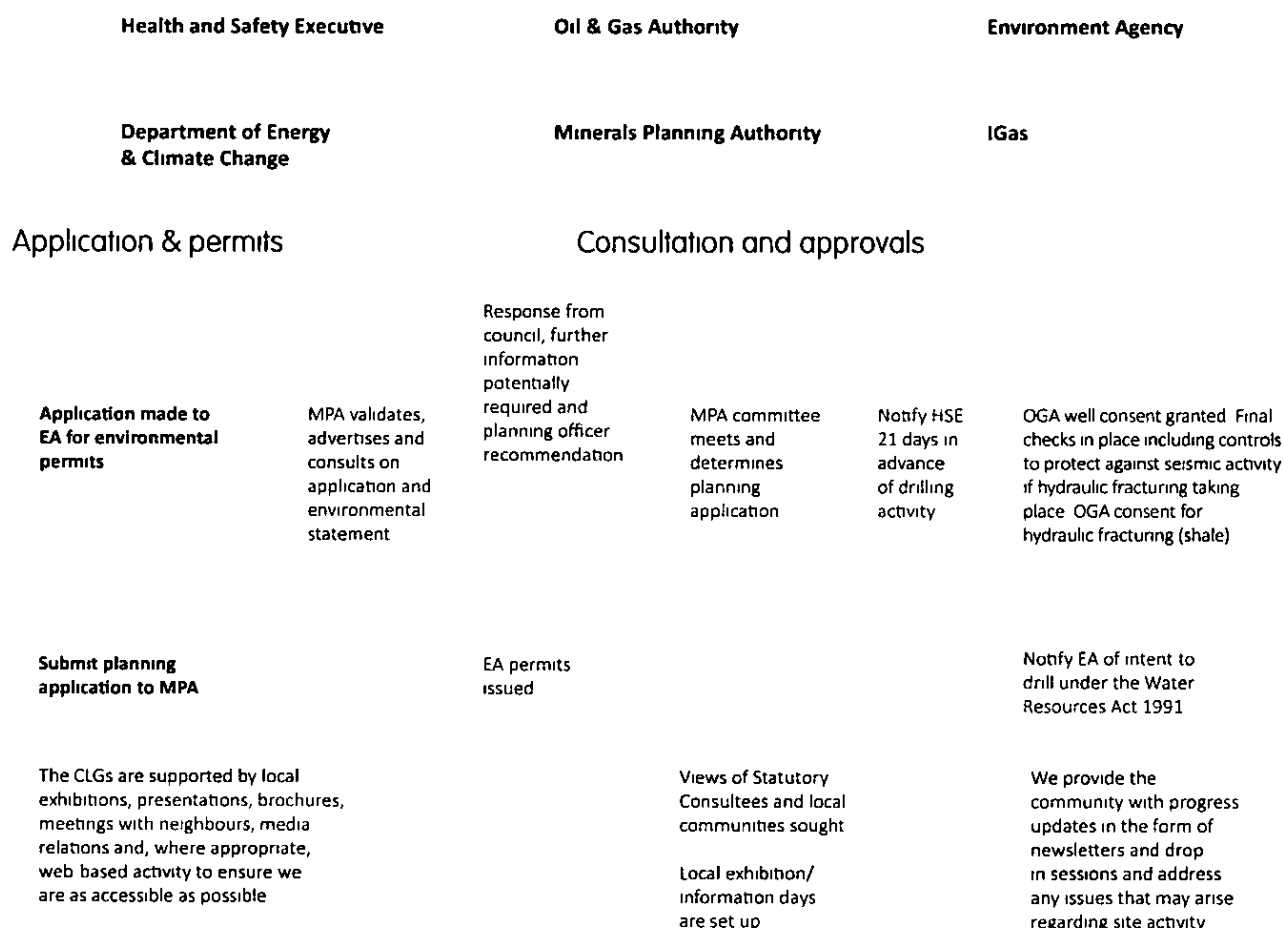 Health and Safety Executive
Oil & Gas Authority
Environment Agency
Department of Energy
& Climate Change
Minerals Planning Authority
IGas
Application & permits
Consultation and approvals
Application made to
EA for environmental
permits
MPA validates,
advertises and
consults on
application and
environmental
statement
Response from
council, further
information
potentially
required and
planning officer
recommendation
MPA committee
meets and
determines
planning
application
Notify HSE
21 days in
advance
of drilling
activity
OGA well consent granted Final
checks in place including controls
to protect against seismic activity
if hydraulic fracturing taking
place OGA consent for
hydraulic fracturing (shale)
Submit planning
application to MPA
EA permits
issued
Notify EA of intent to
drill under the Water
Resources Act 1991
The CLGs are supported by local
exhibitions, presentations, brochures,
meetings with neighbours, media
relations and, where appropriate,
web based activity to ensure we
are as accessible as possible
Views of Statutory
Consultees and local
communities sought
Local exhibition/
information days
are set up
We provide the
community with progress
updates in the form of
newsletters and drop
in sessions and address
any issues that may arise
regarding site activity